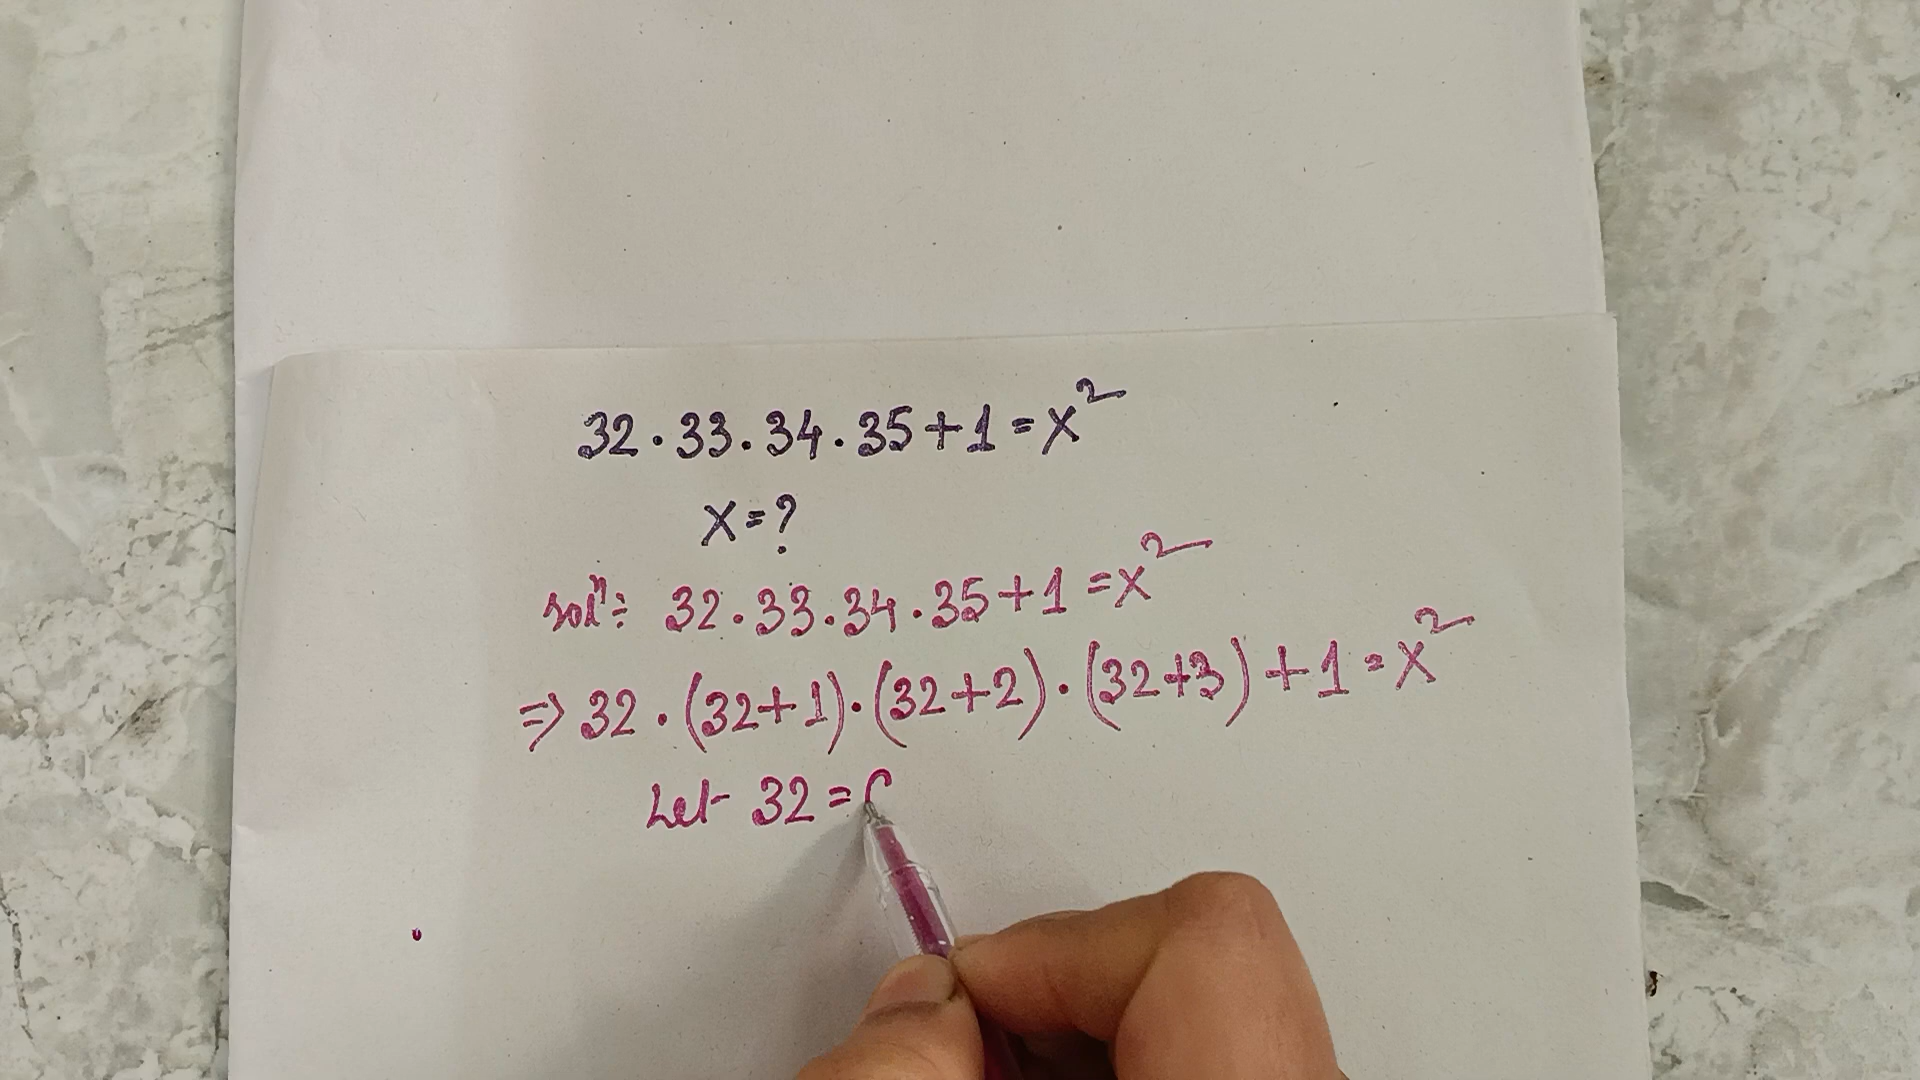 32.33.34.35+1=x²
x=?
solⁿ: 32.33.34.35+1=x²
⇒ 32.(32+1).(32+2).(32+3)+1=x²
Let 32=